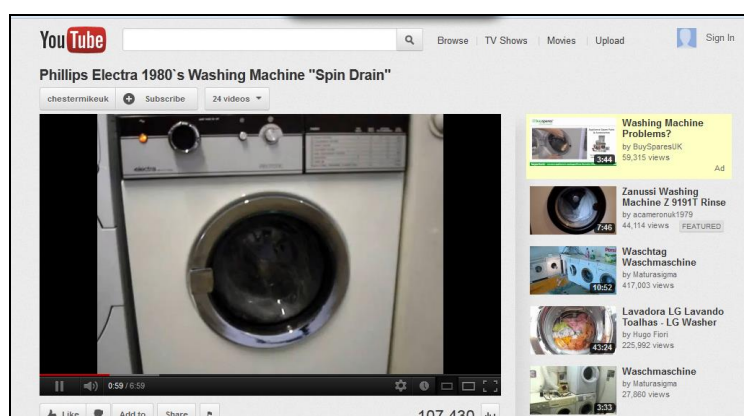 YouTube
Browse TV Shows Movies Upload Sign In
Phillips Electra 1980`s Washing Machine "Spin Drain"
chestermikeuk Subscribe 24 videos
electra
0:59 / 6:59
Like Add to Share
107,430
Washing Machine
Problems?
by BuySparesUK
59,315 views
Ad
3:44
Zanussi Washing
Machine Z 9191T Rinse
by acameronuk1979
44,114 views FEATURED
7:46
Waschtag
Waschmaschine
by Maturasigma
417,003 views
10:52
Lavadora LG Lavando
Toalhas - LG Washer
by Hugo Fiori
225,992 views
43:24
Waschmaschine
by Maturasigma
27,860 views
3:33